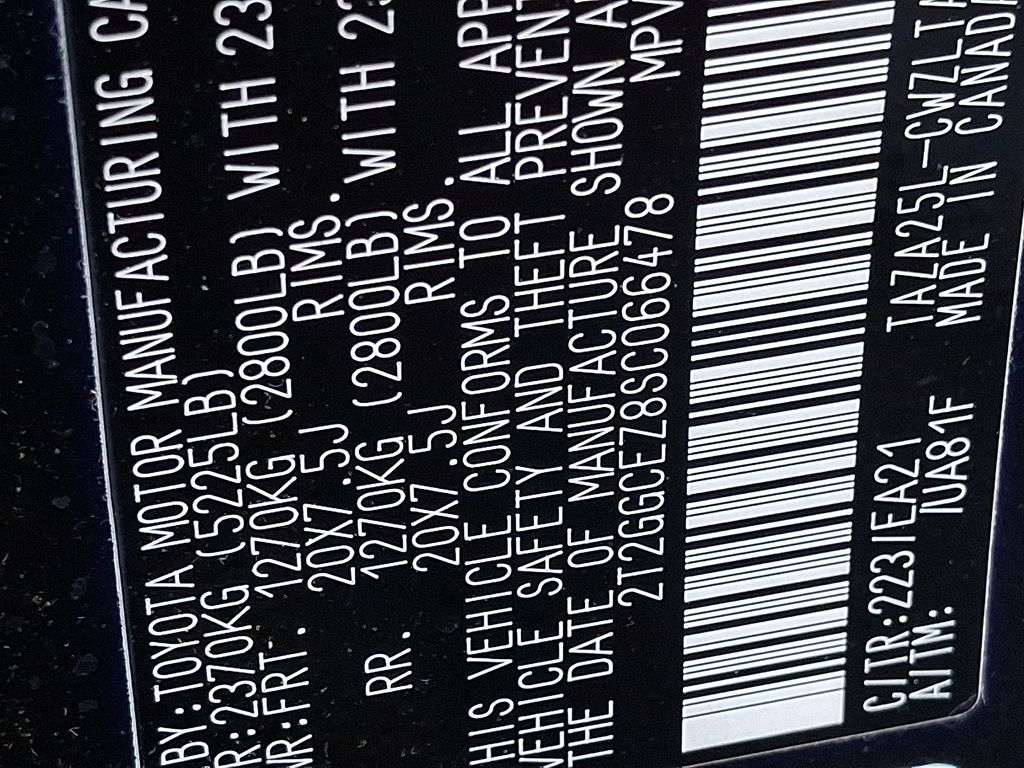 BY:TOYOTA MOTOR MANUFACTURING CA
R:2370KG (5225LB)
WR:FRT. 1270KG (2800LB) WITH 23
20X7.5J RIMS.
RR. 1270KG (2800LB) WITH 23
20X7.5J RIMS.
HIS VEHICLE CONFORMS TO ALL APP
VEHICLE SAFETY AND THEFT PREVENT
THE DATE OF MANUFACTURE SHOWN A
2T2GGCEZ8SC066478 MPV
C/TR:223/EA21 TAZA25L-CWZLTA
A/TM: /UA81F MADE IN CANADA